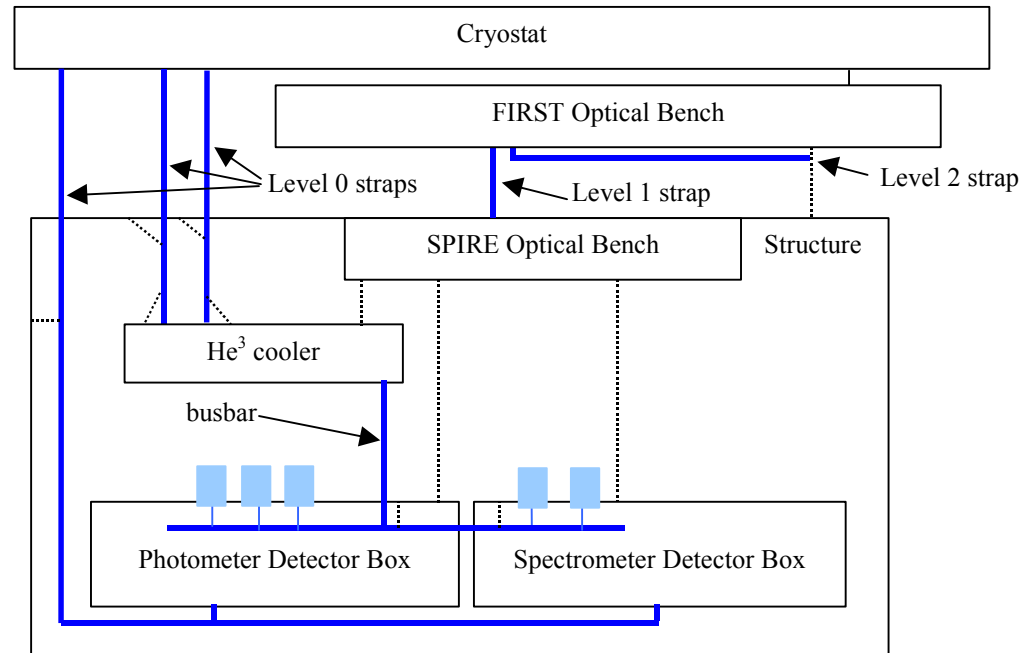 Cryostat
FIRST Optical Bench
Level 0 straps
Level 1 strap
Level 2 strap
SPIRE Optical Bench
Structure
He³ cooler
busbar
Photometer Detector Box
Spectrometer Detector Box